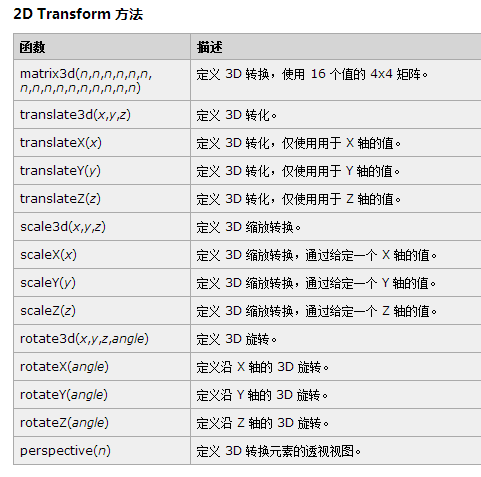 2D Transform 方法
函数 描述
matrix3d(n,n,n,n,n,n, 定义 3D 转换，使用 16 个值的 4x4 矩阵。
n,n,n,n,n,n,n,n,n,n)
translate3d(x,y,z) 定义 3D 转化。
translateX(x) 定义 3D 转化，仅使用用于 X 轴的值。
translateY(y) 定义 3D 转化，仅使用用于 Y 轴的值。
translateZ(z) 定义 3D 转化，仅使用用于 Z 轴的值。
scale3d(x,y,z) 定义 3D 缩放转换。
scaleX(x) 定义 3D 缩放转换，通过给定一个 X 轴的值。
scaleY(y) 定义 3D 缩放转换，通过给定一个 Y 轴的值。
scaleZ(z) 定义 3D 缩放转换，通过给定一个 Z 轴的值。
rotate3d(x,y,z,angle) 定义 3D 旋转。
rotateX(angle) 定义沿 X 轴的 3D 旋转。
rotateY(angle) 定义沿 Y 轴的 3D 旋转。
rotateZ(angle) 定义沿 Z 轴的 3D 旋转。
perspective(n) 定义 3D 转换元素的透视视图。